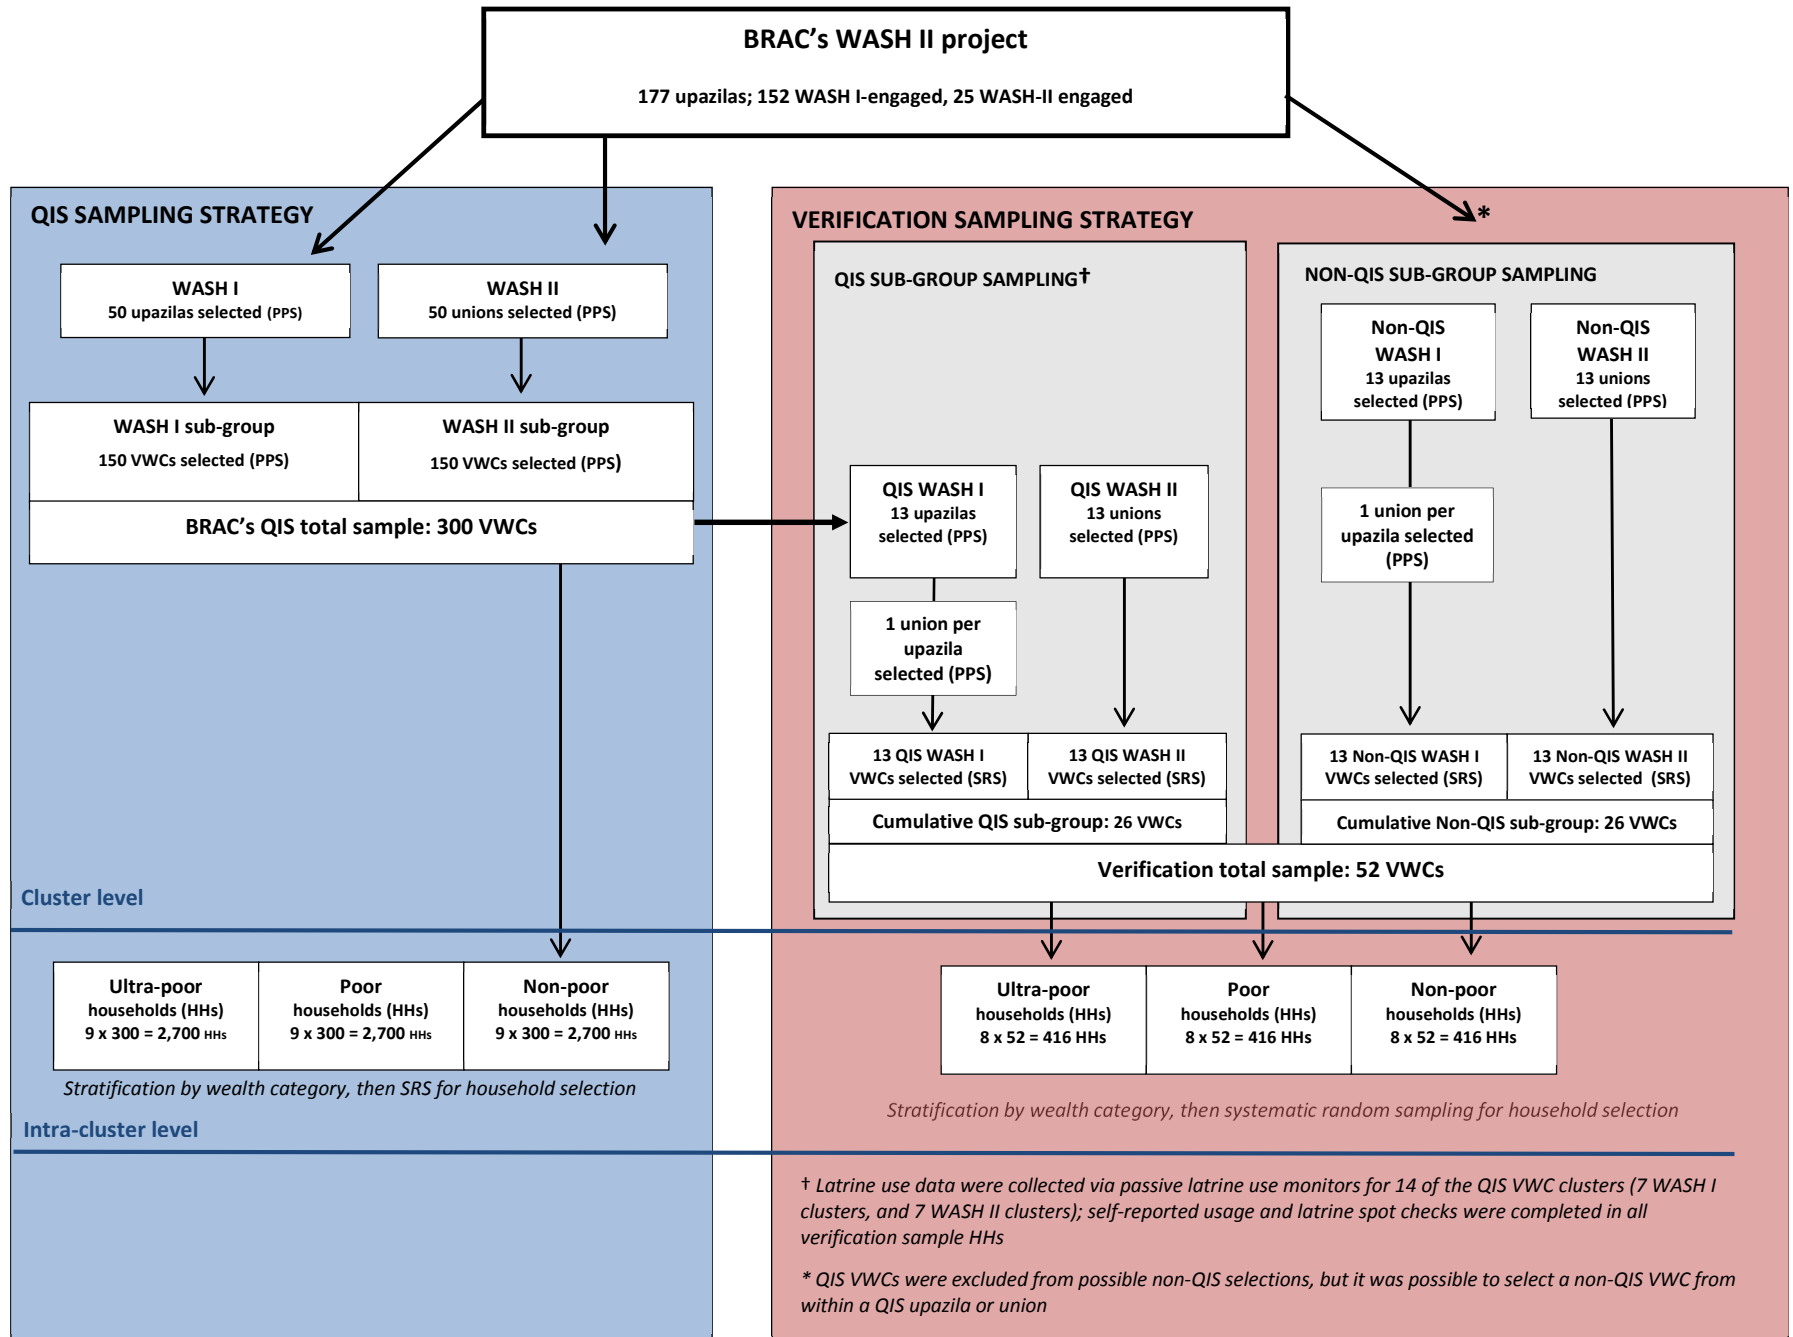 BRAC’s WASH II project
177 upazilas; 152 WASH I-engaged, 25 WASH-II engaged
QIS SAMPLING STRATEGY
WASH I
50 upazilas selected (PPS)
WASH II
50 unions selected (PPS)
WASH I sub-group
150 VWCs selected (PPS)
WASH II sub-group
150 VWCs selected (PPS)
BRAC’s QIS total sample: 300 VWCs
Cluster level
Ultra-poor
households (HHs)
9 x 300 = 2,700 HHs
Poor
households (HHs)
9 x 300 = 2,700 HHs
Non-poor
households (HHs)
9 x 300 = 2,700 HHs
Stratification by wealth category, then SRS for household selection
Intra-cluster level
*
VERIFICATION SAMPLING STRATEGY
QIS SUB-GROUP SAMPLING†
QIS WASH I
13 upazilas
selected (PPS)
QIS WASH II
13 unions
selected (PPS)
1 union per
upazila
selected (PPS)
13 QIS WASH I
VWCs selected (SRS)
13 QIS WASH II
VWCs selected (SRS)
Cumulative QIS sub-group: 26 VWCs
NON-QIS SUB-GROUP SAMPLING
Non-QIS
WASH I
13 upazilas
selected (PPS)
Non-QIS
WASH II
13 unions
selected (PPS)
1 union per
upazila selected
(PPS)
13 Non-QIS WASH I
VWCs selected (SRS)
13 Non-QIS WASH II
VWCs selected (SRS)
Cumulative Non-QIS sub-group: 26 VWCs
Verification total sample: 52 VWCs
Ultra-poor
households (HHs)
8 x 52 = 416 HHs
Poor
households (HHs)
8 x 52 = 416 HHs
Non-poor
households (HHs)
8 x 52 = 416 HHs
Stratification by wealth category, then systematic random sampling for household selection
† Latrine use data were collected via passive latrine use monitors for 14 of the QIS VWC clusters (7 WASH I
clusters, and 7 WASH II clusters); self-reported usage and latrine spot checks were completed in all
verification sample HHs
* QIS VWCs were excluded from possible non-QIS selections, but it was possible to select a non-QIS VWC from
within a QIS upazila or union